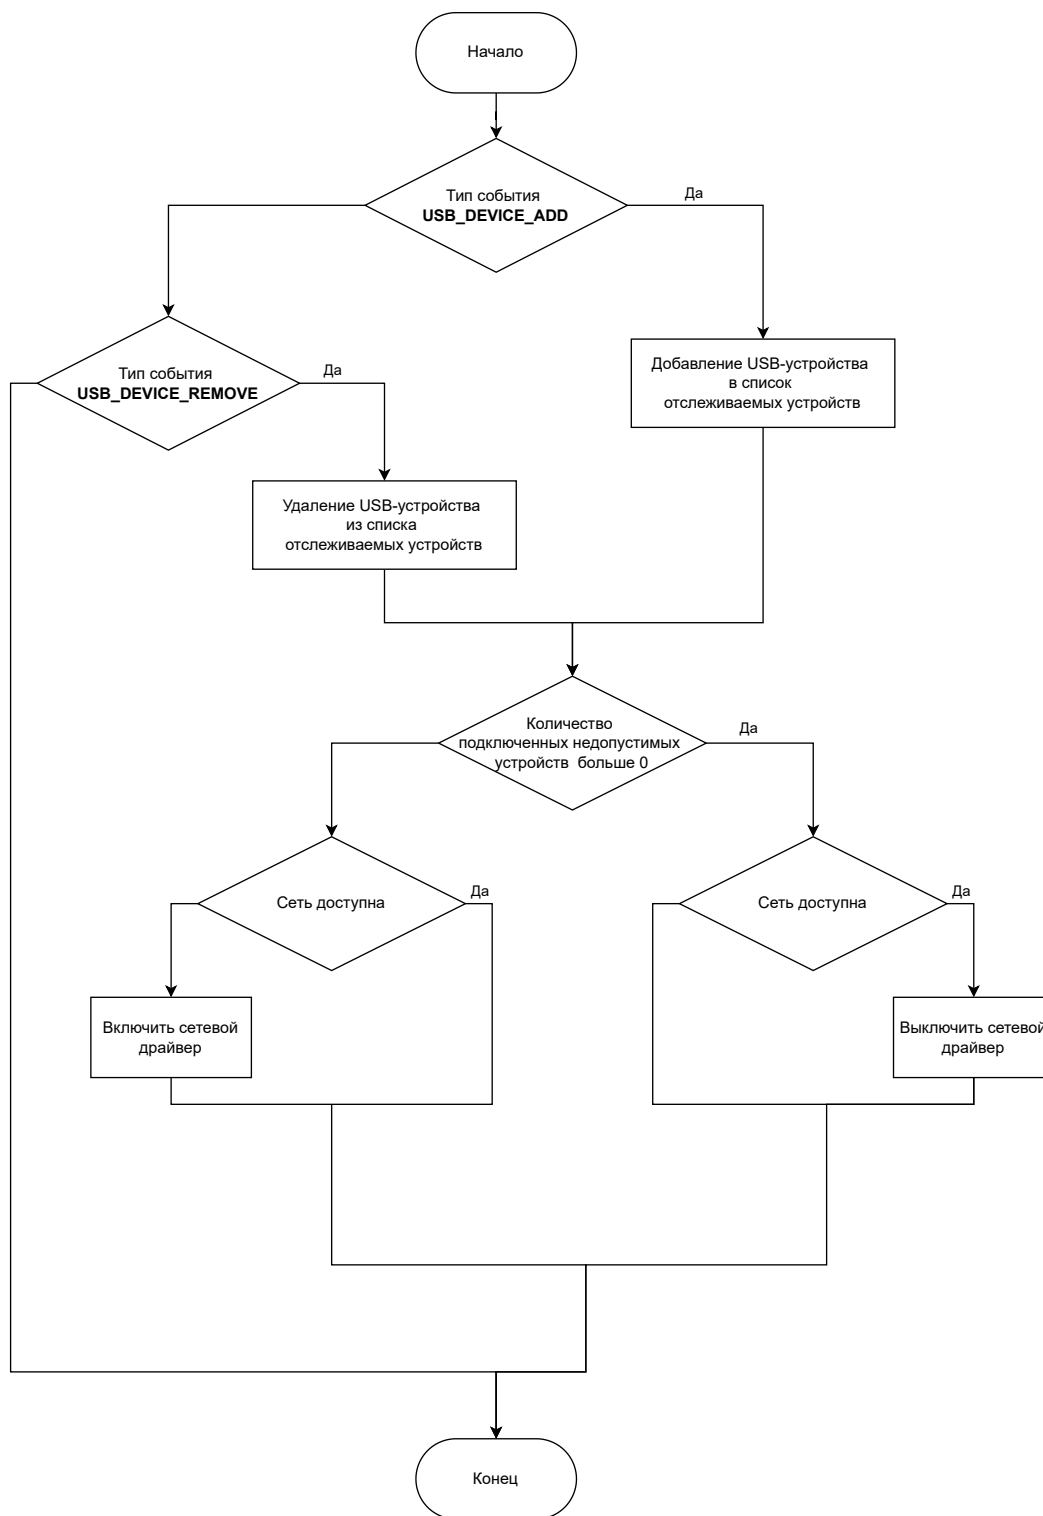 Начало
Тип события
USB_DEVICE_ADD
Да
Тип события
USB_DEVICE_REMOVE
Да
Добавление USB-устройства
в список
отслеживаемых устройств
Удаление USB-устройства
из списка
отслеживаемых устройств
Количество
подключенных недопустимых
устройств больше 0
Да
Сеть доступна
Да
Сеть доступна
Да
Включить сетевой
драйвер
Выключить сетевой
драйвер
Конец